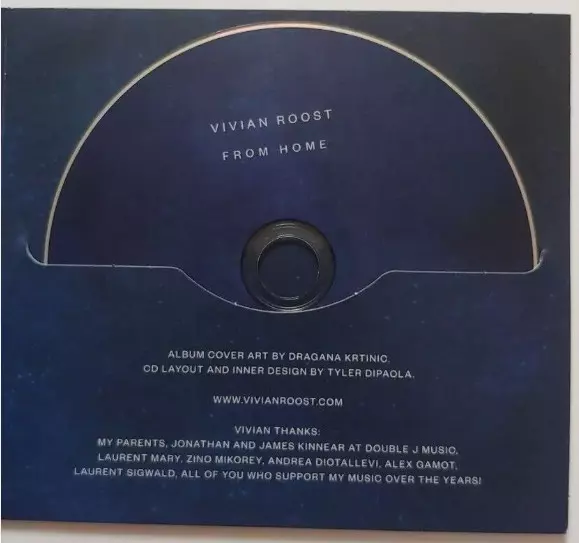 VIVIAN ROOST
FROM HOME
ALBUM COVER ART BY DRAGANA KRTINIC.
CD LAYOUT AND INNER DESIGN BY TYLER DIPAOLA.
WWW.VIVIANROOST.COM
VIVIAN THANKS:
MY PARENTS, JONATHAN AND JAMES KINNEAR AT DOUBLE J MUSIC,
LAURENT MARY, ZINO MIKOREY, ANDREA DIOTALLEVI, ALEX GAMOT,
LAURENT SIGWALD, ALL OF YOU WHO SUPPORT MY MUSIC OVER THE YEARS!